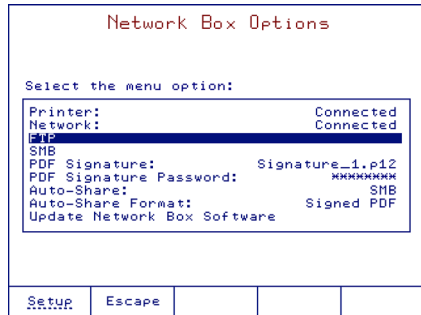 Network Box Options
Select the menu option:
Printer: Connected
Network: Connected
FTP
SMB
PDF Signature: Signature_1.p12
PDF Signature Password: ********
Auto-Share: SMB
Auto-Share Format: Signed PDF
Update Network Box Software
Setup Escape